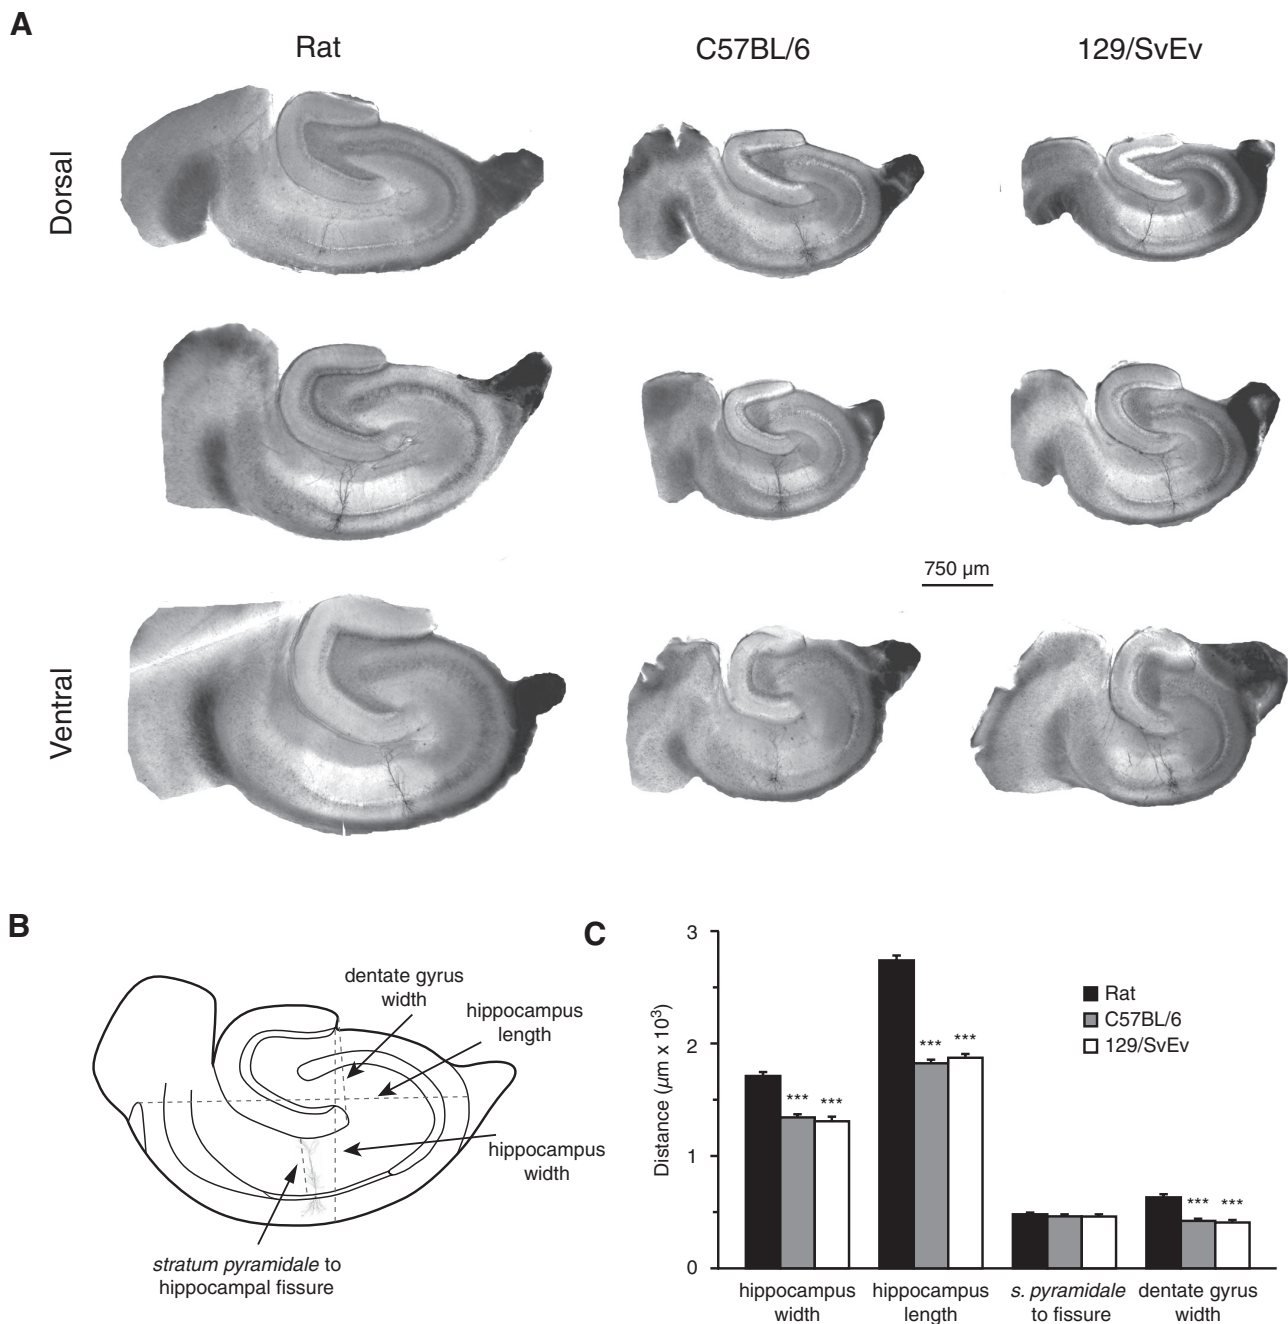 A
Rat
C57BL/6
129/SvEv
Dorsal
750 µm
Ventral
B
dentate gyrus
width
hippocampus
length
hippocampus
width
stratum pyramidale to
hippocampal fissure
C
Distance (µm x 10³)
3
2
1
0
Rat
C57BL/6
129/SvEv
***
***
***
***
***
***
hippocampus
width
hippocampus
length
s. pyramidale
to fissure
dentate gyrus
width